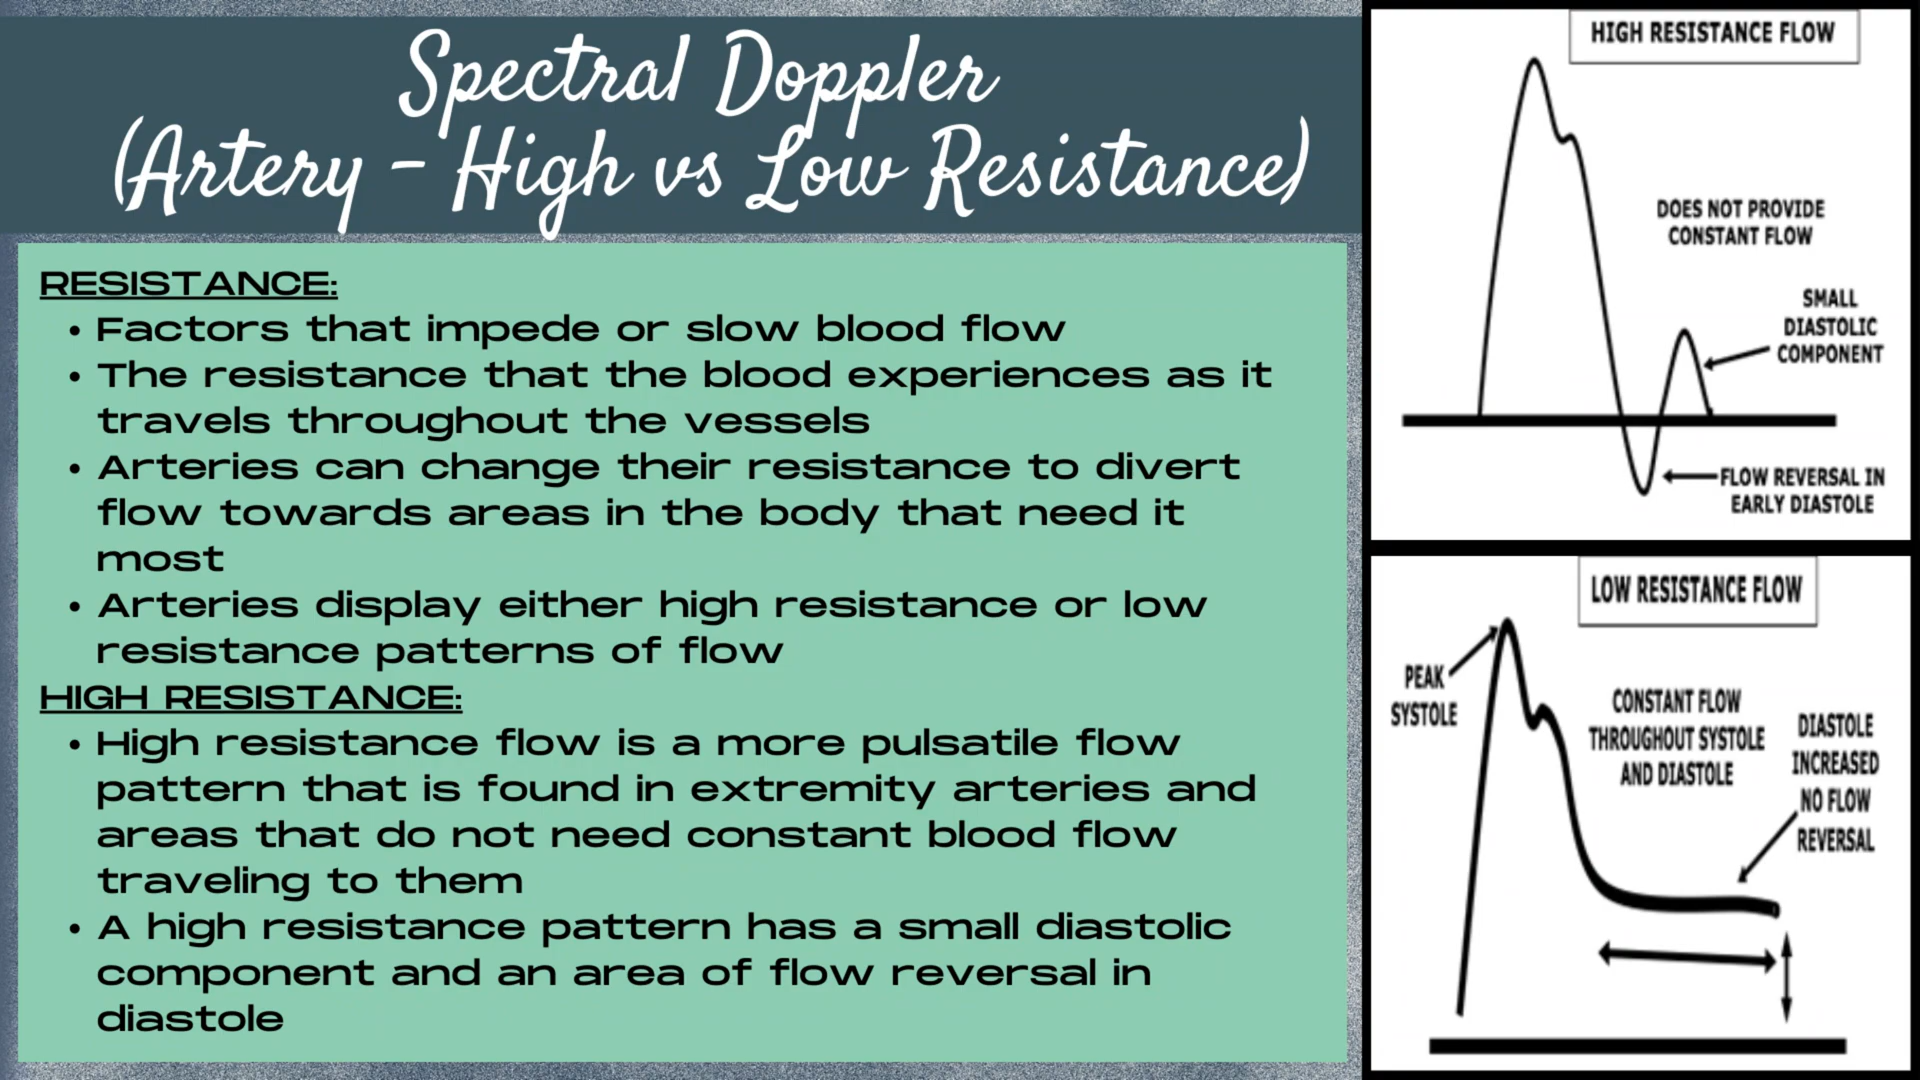 Spectral Doppler
(Artery - High vs Low Resistance)
RESISTANCE:
• Factors that impede or slow blood flow
• The resistance that the blood experiences as it
travels throughout the vessels
• Arteries can change their resistance to divert
flow towards areas in the body that need it
most
• Arteries display either high resistance or low
resistance patterns of flow
HIGH RESISTANCE:
• High resistance flow is a more pulsatile flow
pattern that is found in extremity arteries and
areas that do not need constant blood flow
traveling to them
• A high resistance pattern has a small diastolic
component and an area of flow reversal in
diastole
HIGH RESISTANCE FLOW
DOES NOT PROVIDE
CONSTANT FLOW
SMALL
DIASTOLIC
COMPONENT
FLOW REVERSAL IN
EARLY DIASTOLE
LOW RESISTANCE FLOW
PEAK
SYSTOLE
CONSTANT FLOW
THROUGHOUT SYSTOLE
AND DIASTOLE
DIASTOLE
INCREASED
NO FLOW
REVERSAL